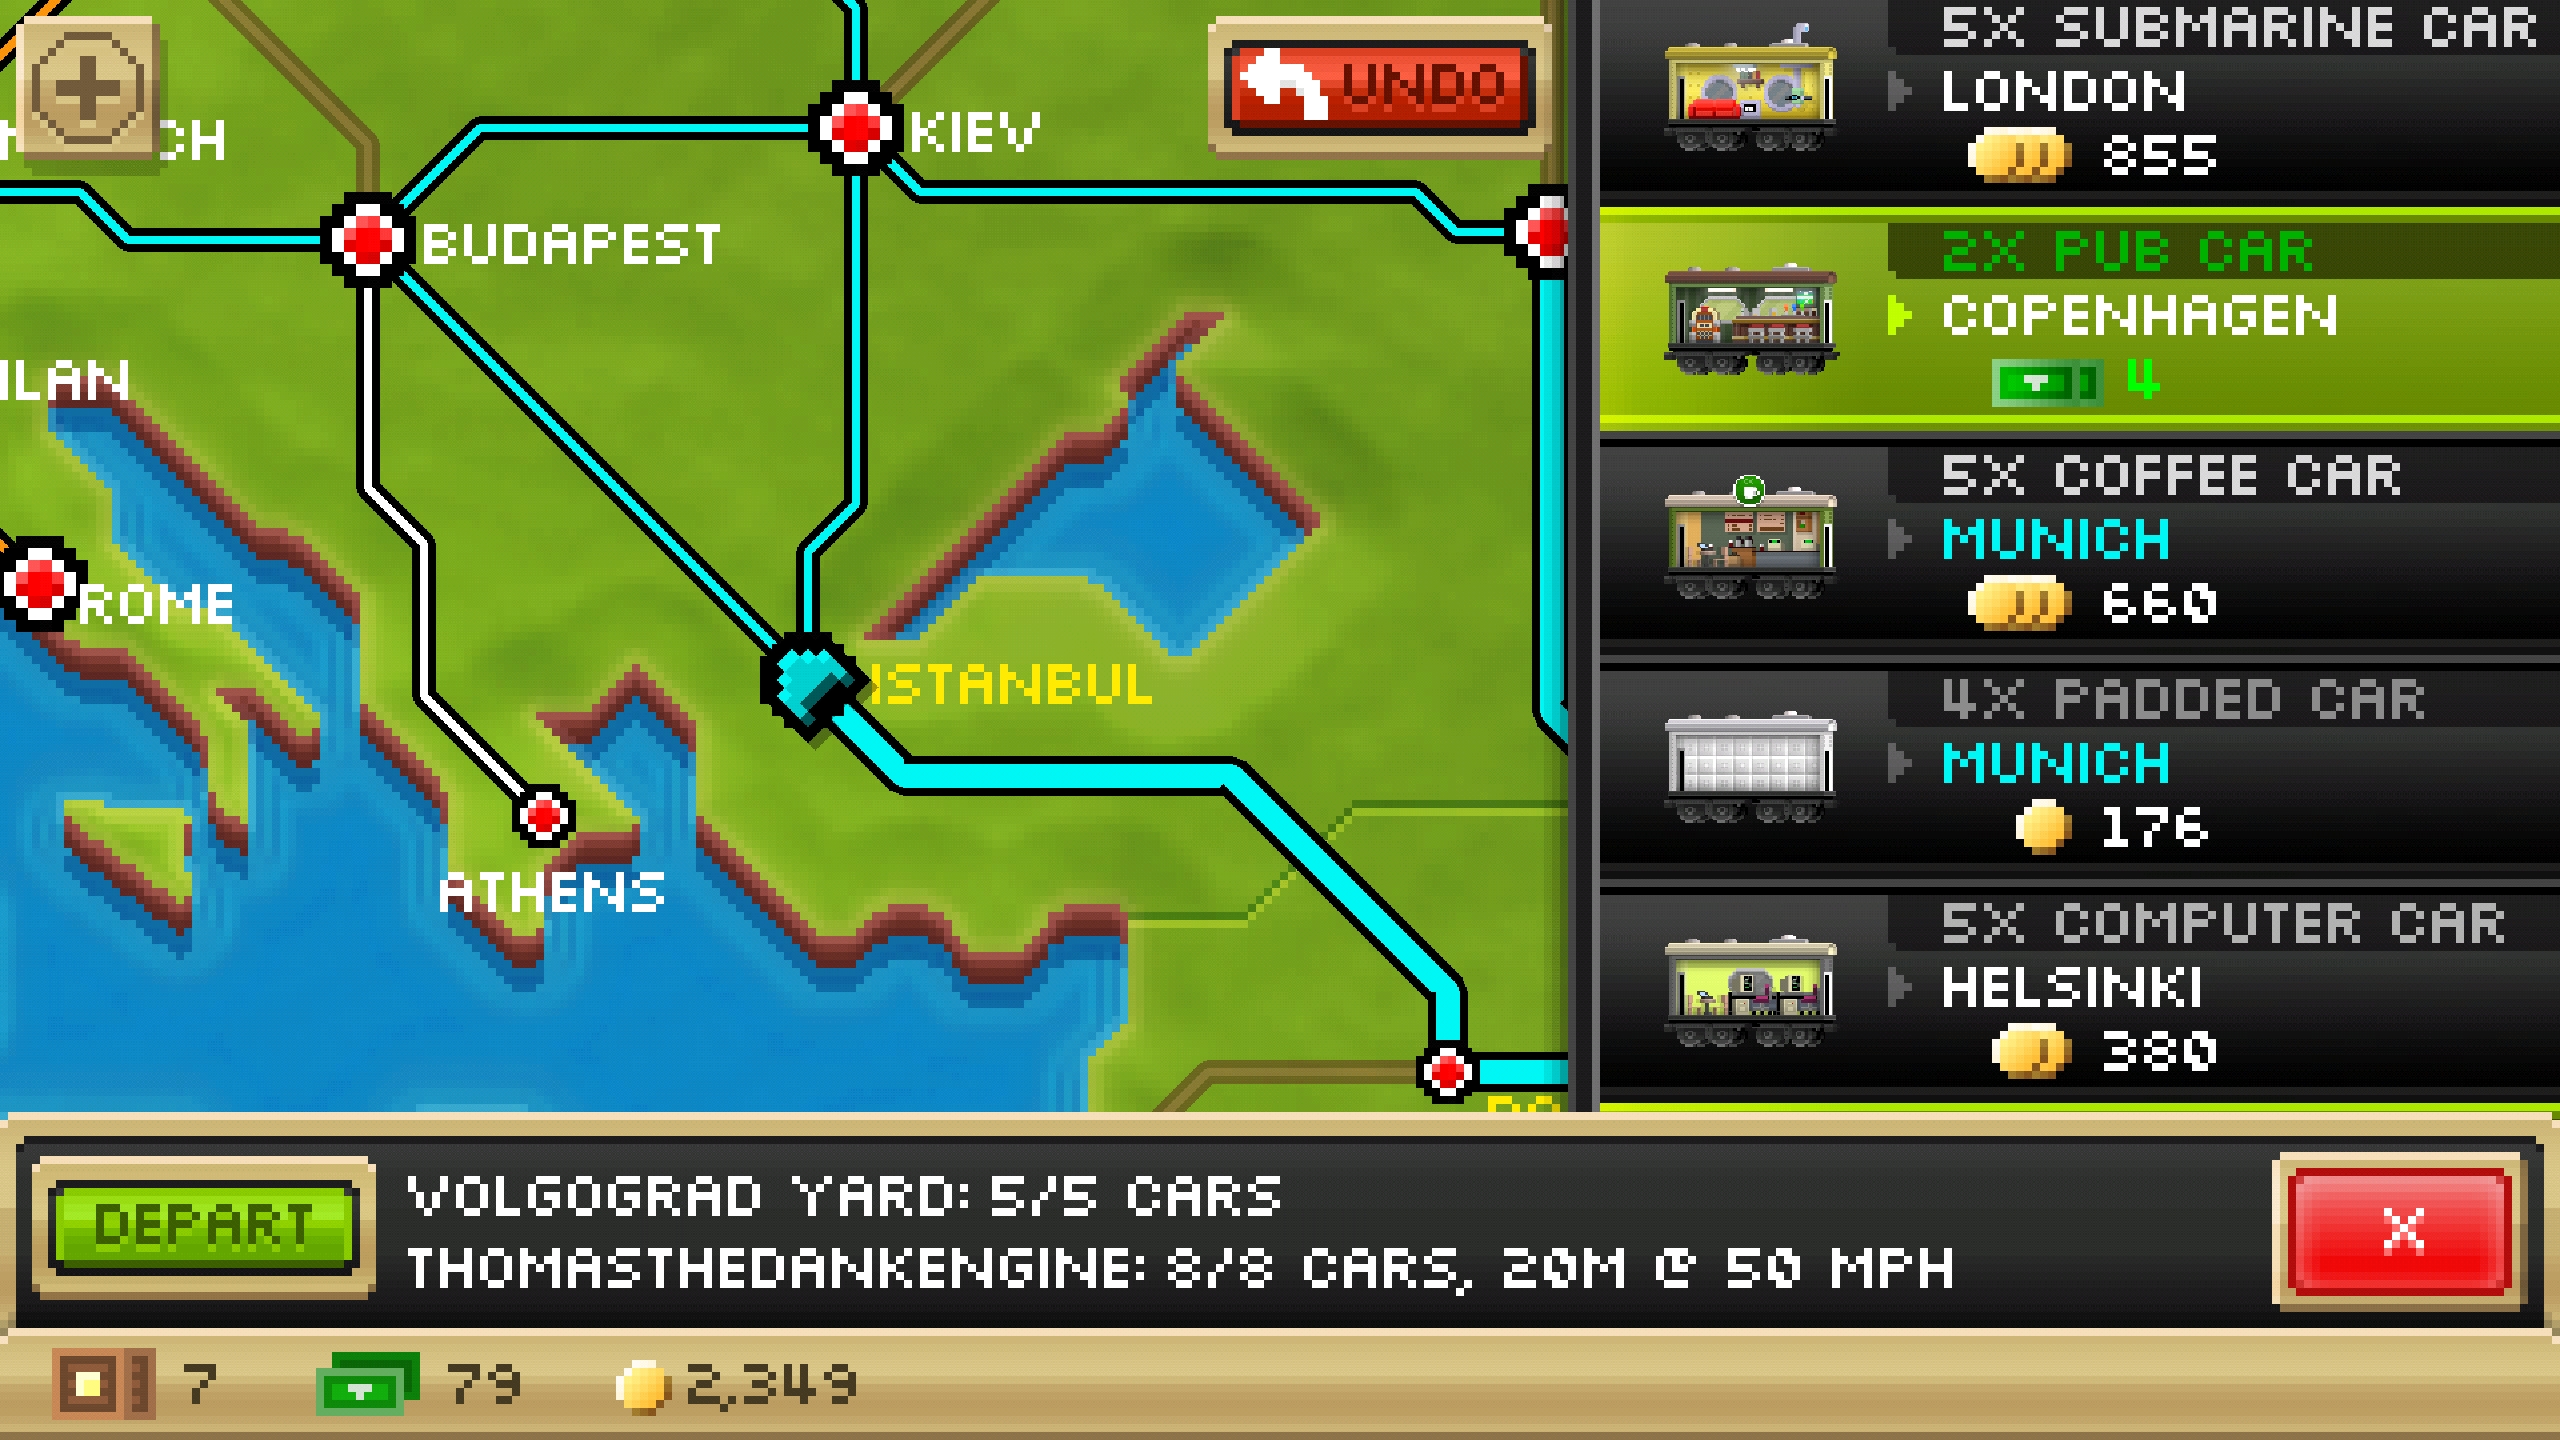 KIEV
UNDO
CH
BUDAPEST
ILAN
ROME
ISTANBUL
ATHENS
5X SUBMARINE CAR
LONDON
855
2X PUB CAR
COPENHAGEN
4
5X COFFEE CAR
MUNICH
660
4X PADDED CAR
MUNICH
176
5X COMPUTER CAR
HELSINKI
380
DEPART
VOLGOGRAD YARD: 5/5 CARS
THOMASTHEDANKENGINE: 8/8 CARS, 20M @ 50 MPH
X
7
79
2,349